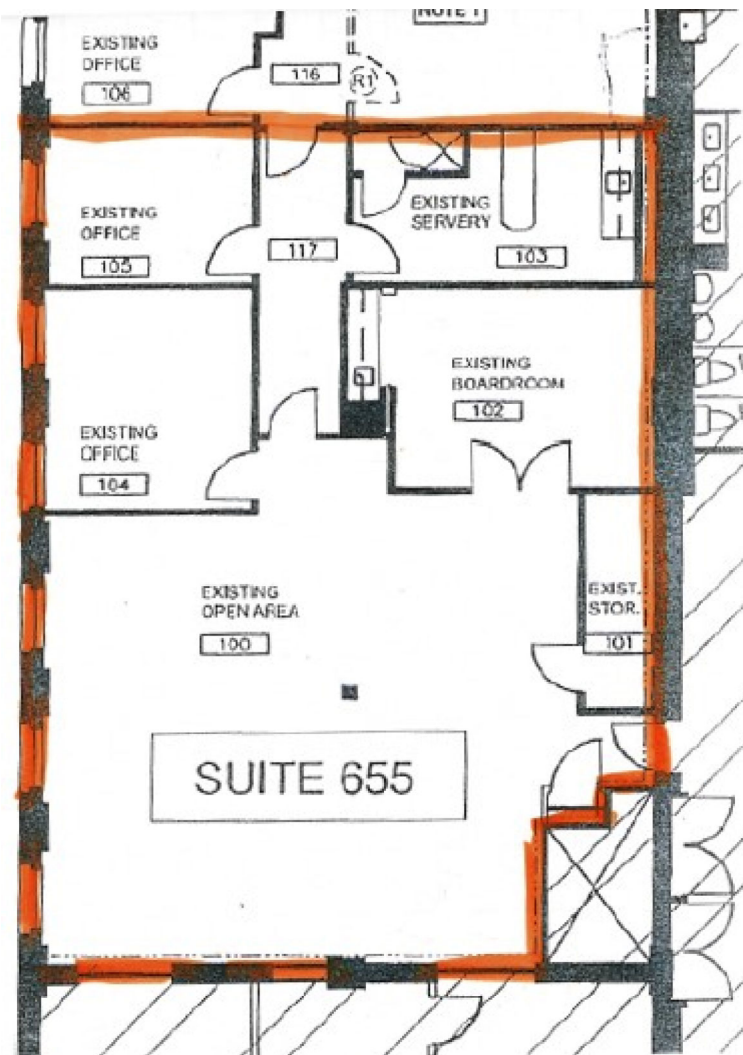 NOTE 1
EXISTING
OFFICE
106
116
R1
EXISTING
OFFICE
105
117
EXISTING
SERVERY
103
EXISTING
BOARDROOM
102
EXISTING
OFFICE
104
EXISTING
OPEN AREA
100
EXIST.
STOR.
101
SUITE 655